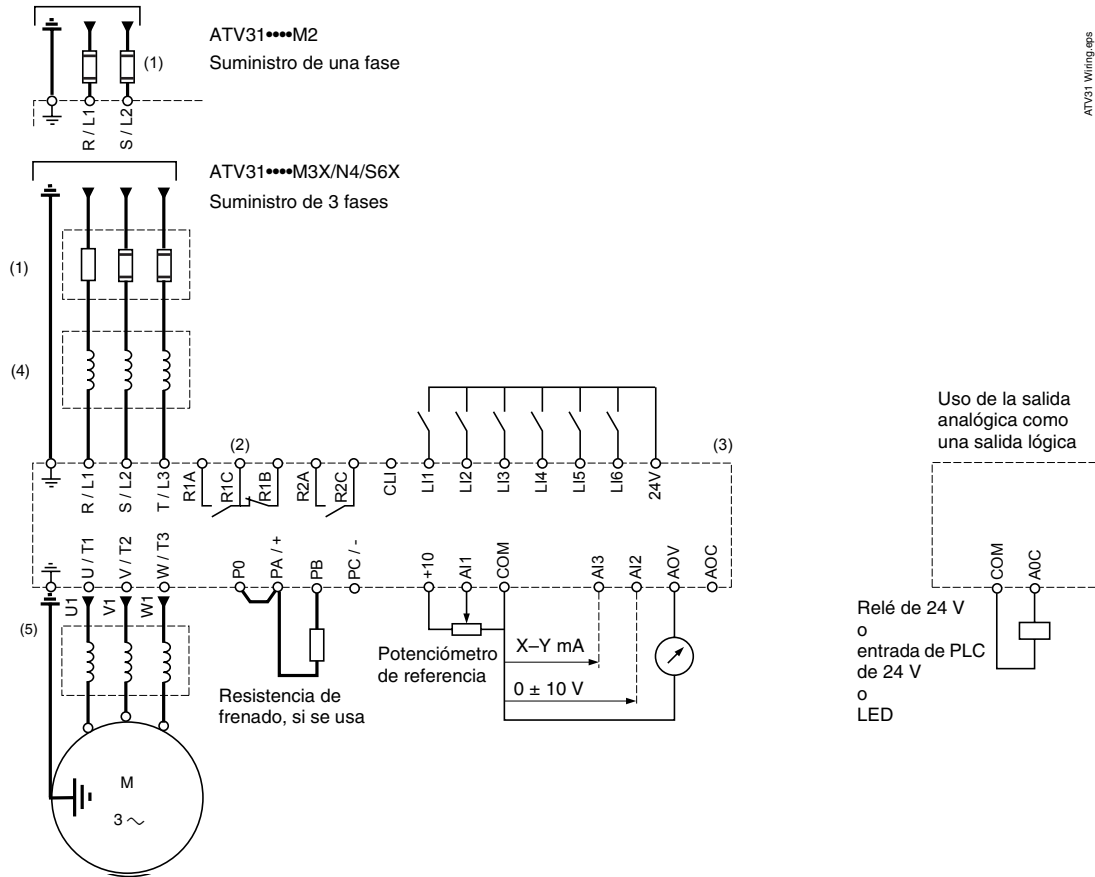 ATV31••••M2
Suministro de una fase
(1)
R / L1
S / L2
ATV31 Wiring.eps
ATV31••••M3X/N4/S6X
Suministro de 3 fases
(1)
(4)
(2)
(3)
R / L1
S / L2
T / L3
R1A
R1C
R1B
R2A
R2C
CLI
LI1
LI2
LI3
LI4
LI5
LI6
24V
U / T1
V / T2
W / T3
P0
PA / +
PB
PC / -
+10
AI1
COM
AI3
AI2
AOV
AOC
(5)
U1
V1
W1
Resistencia de
frenado, si se usa
Potenciómetro
de referencia
X–Y mA
0 ± 10 V
M
3 ~
Uso de la salida
analógica como
una salida lógica
COM
A0C
Relé de 24 V
o
entrada de PLC
de 24 V
o
LED